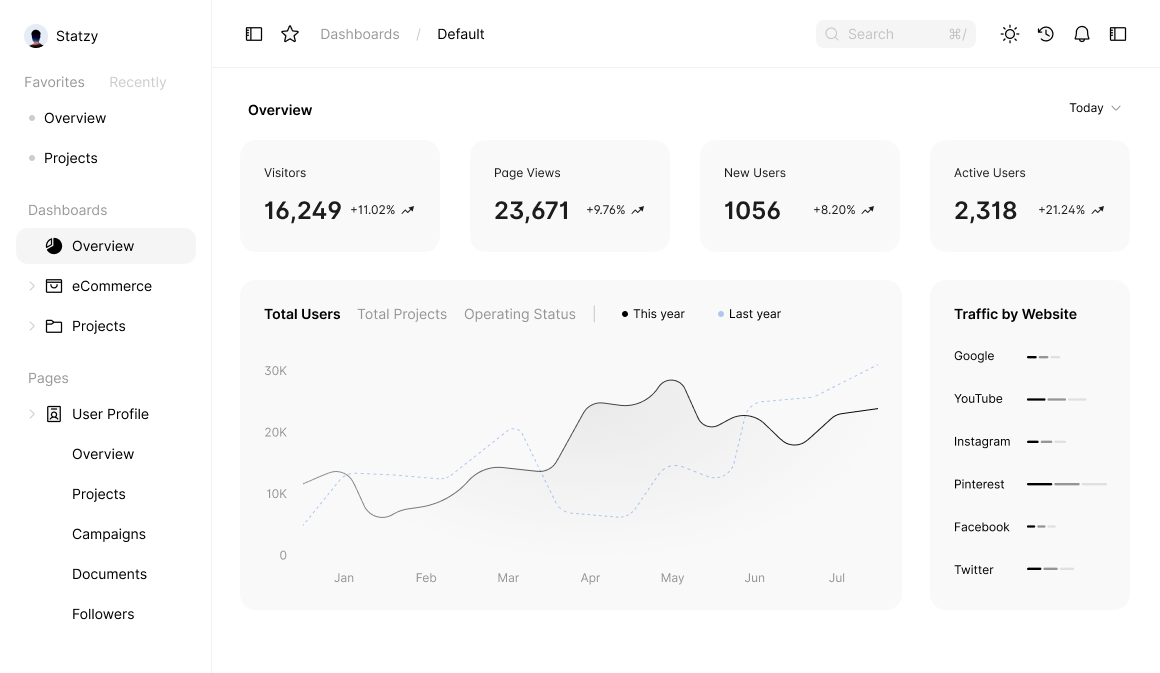 Statzy
Favorites Recently
Overview
Projects
Dashboards
Overview
eCommerce
Projects
Pages
User Profile
Overview
Projects
Campaigns
Documents
Followers
Dashboards / Default
Search ⌘/
Overview
Today
Visitors
16,249 +11.02%
Page Views
23,671 +9.76%
New Users
1056 +8.20%
Active Users
2,318 +21.24%
Total Users Total Projects Operating Status This year Last year
30K
20K
10K
0
Jan Feb Mar Apr May Jun Jul
Traffic by Website
Google
YouTube
Instagram
Pinterest
Facebook
Twitter